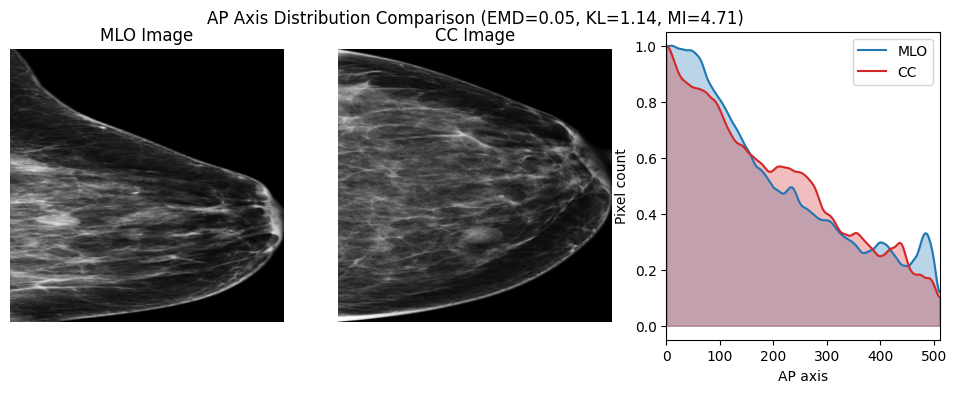 AP Axis Distribution Comparison (EMD=0.05, KL=1.14, MI=4.71)
MLO Image
CC Image
MLO
CC
Pixel count
1.0
0.8
0.6
0.4
0.2
0.0
0 100 200 300 400 500
AP axis